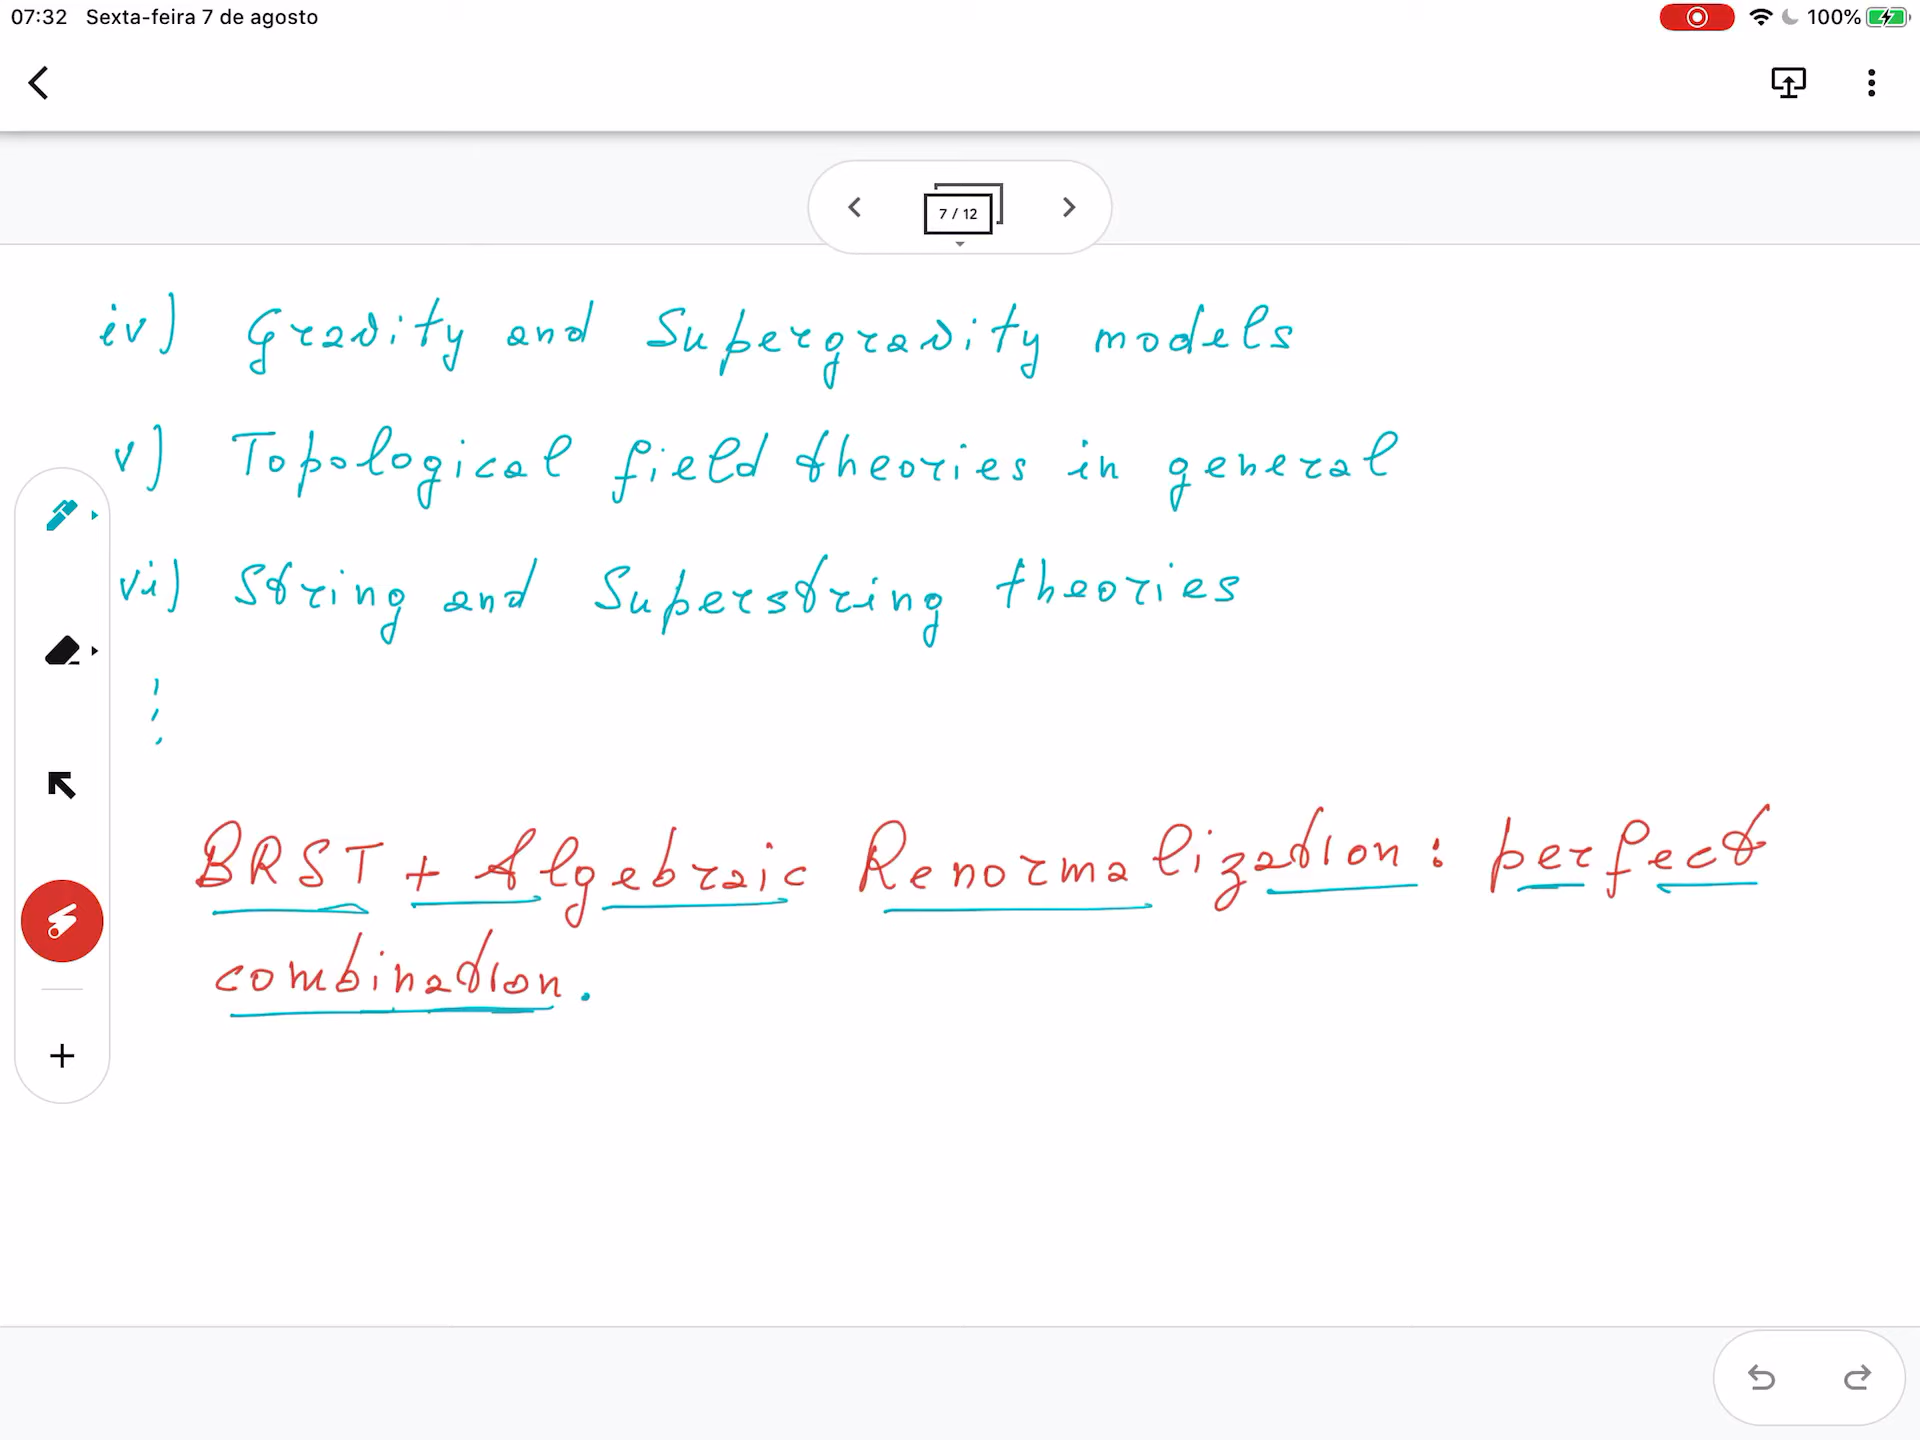 07:32 Sexta-feira 7 de agosto 100%
7 / 12
iv) Gravity and Supergravity models
v) Topological field theories in general
vi) String and Superstring theories
BRST + Algebraic Renormalization : perfect
combination.